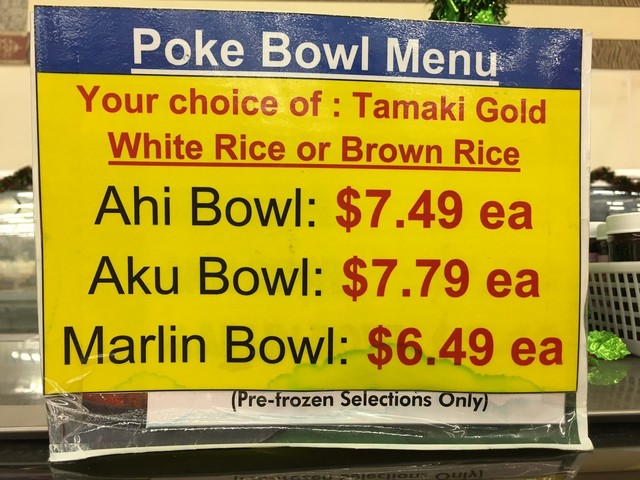 Poke Bowl Menu
Your choice of : Tamaki Gold
White Rice or Brown Rice
Ahi Bowl: $7.49 ea
Aku Bowl: $7.79 ea
Marlin Bowl: $6.49 ea
(Pre-frozen Selections Only)